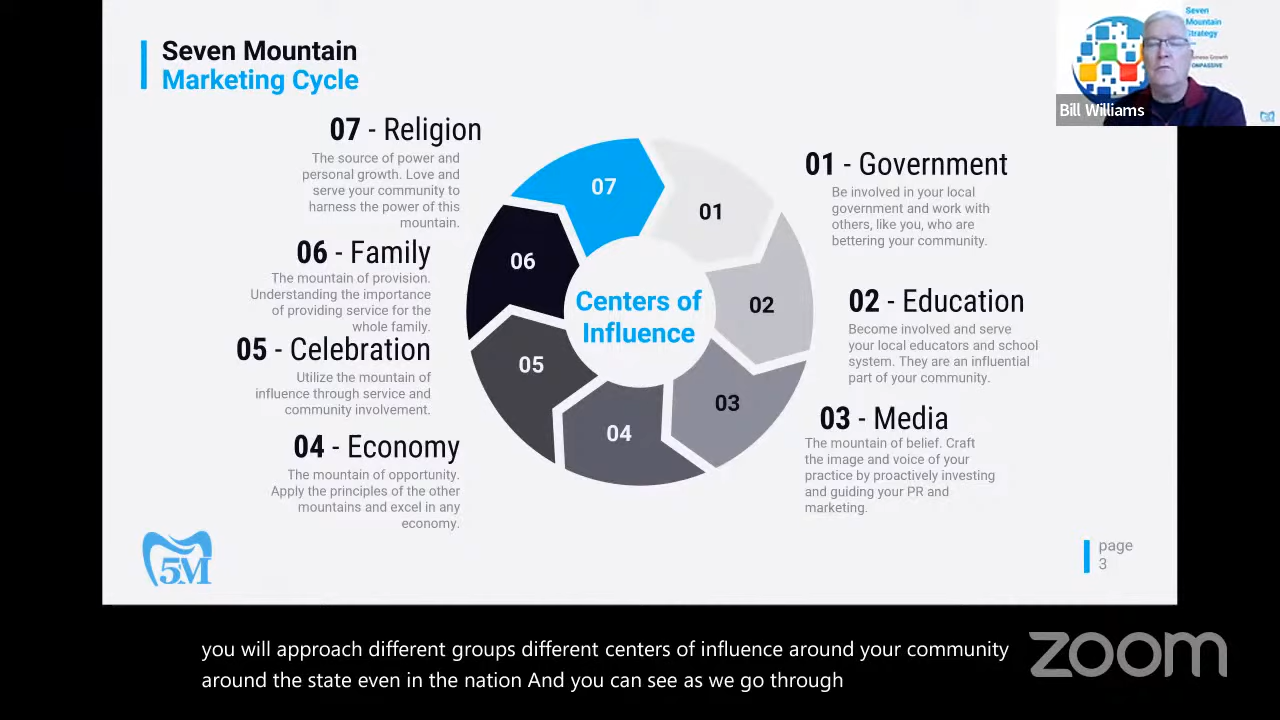 Seven Mountain
Marketing Cycle
07 - Religion
The source of power and
personal growth. Love and
serve your community to
harness the power of this
mountain.
06 - Family
The mountain of provision.
Understanding the importance
of providing service for the
whole family.
05 - Celebration
Utilize the mountain of
influence through service and
community involvement.
04 - Economy
The mountain of opportunity.
Apply the principles of the other
mountains and excel in any
economy.
07
01
06
02
05
03
04
Centers of
Influence
01 - Government
Be involved in your local
government and work with
others, like you, who are
bettering your community.
02 - Education
Become involved and serve
your local educators and school
system. They are an influential
part of your community.
03 - Media
The mountain of belief. Craft
the image and voice of your
practice by proactively investing
and guiding your PR and
marketing.
5M
page
3
Seven
Mountain
Strategy
Growth
Bill Williams
you will approach different groups different centers of influence around your community
around the state even in the nation And you can see as we go through
zoom